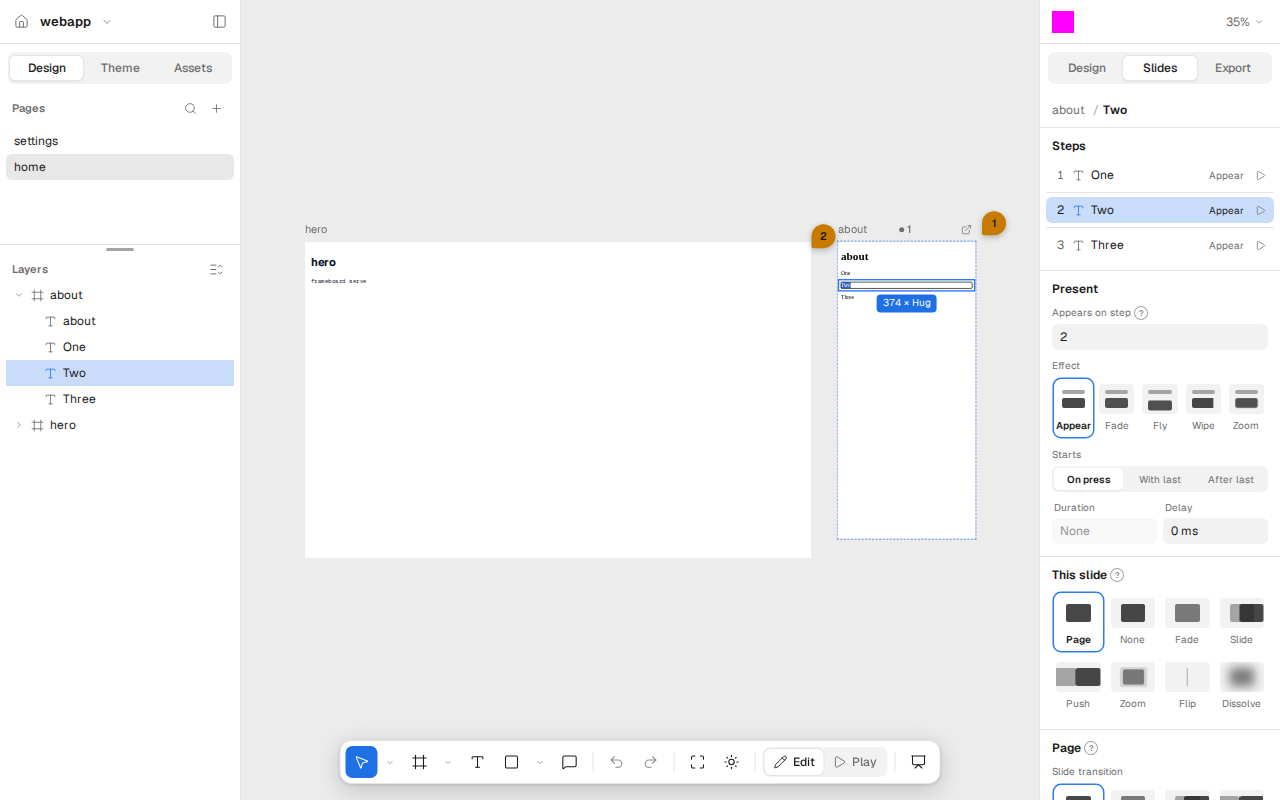 webapp
Design
Theme
Assets
Pages
settings
home
Layers
about
about
One
Two
Three
hero
hero
hero
frameboard serve
2
about
1
1
about
One
Two
Three
374 × Hug
Edit
Play
35%
Design
Slides
Export
about / Two
Steps
1 One Appear
2 Two Appear
3 Three Appear
Present
Appears on step ?
2
Effect
Appear
Fade
Fly
Wipe
Zoom
Starts
On press
With last
After last
Duration
Delay
None
0 ms
This slide ?
Page
None
Fade
Slide
Push
Zoom
Flip
Dissolve
Page ?
Slide transition